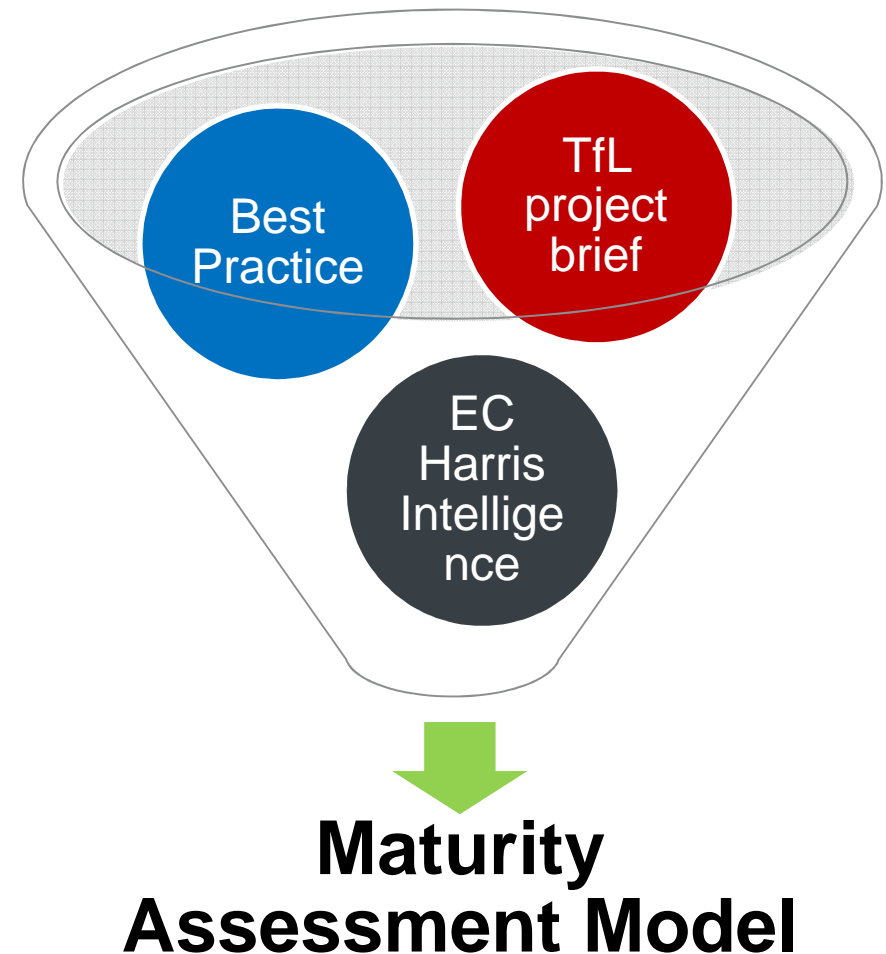 Best
Practice
TfL
project
brief
EC
Harris
Intellige
nce
Maturity
Assessment Model